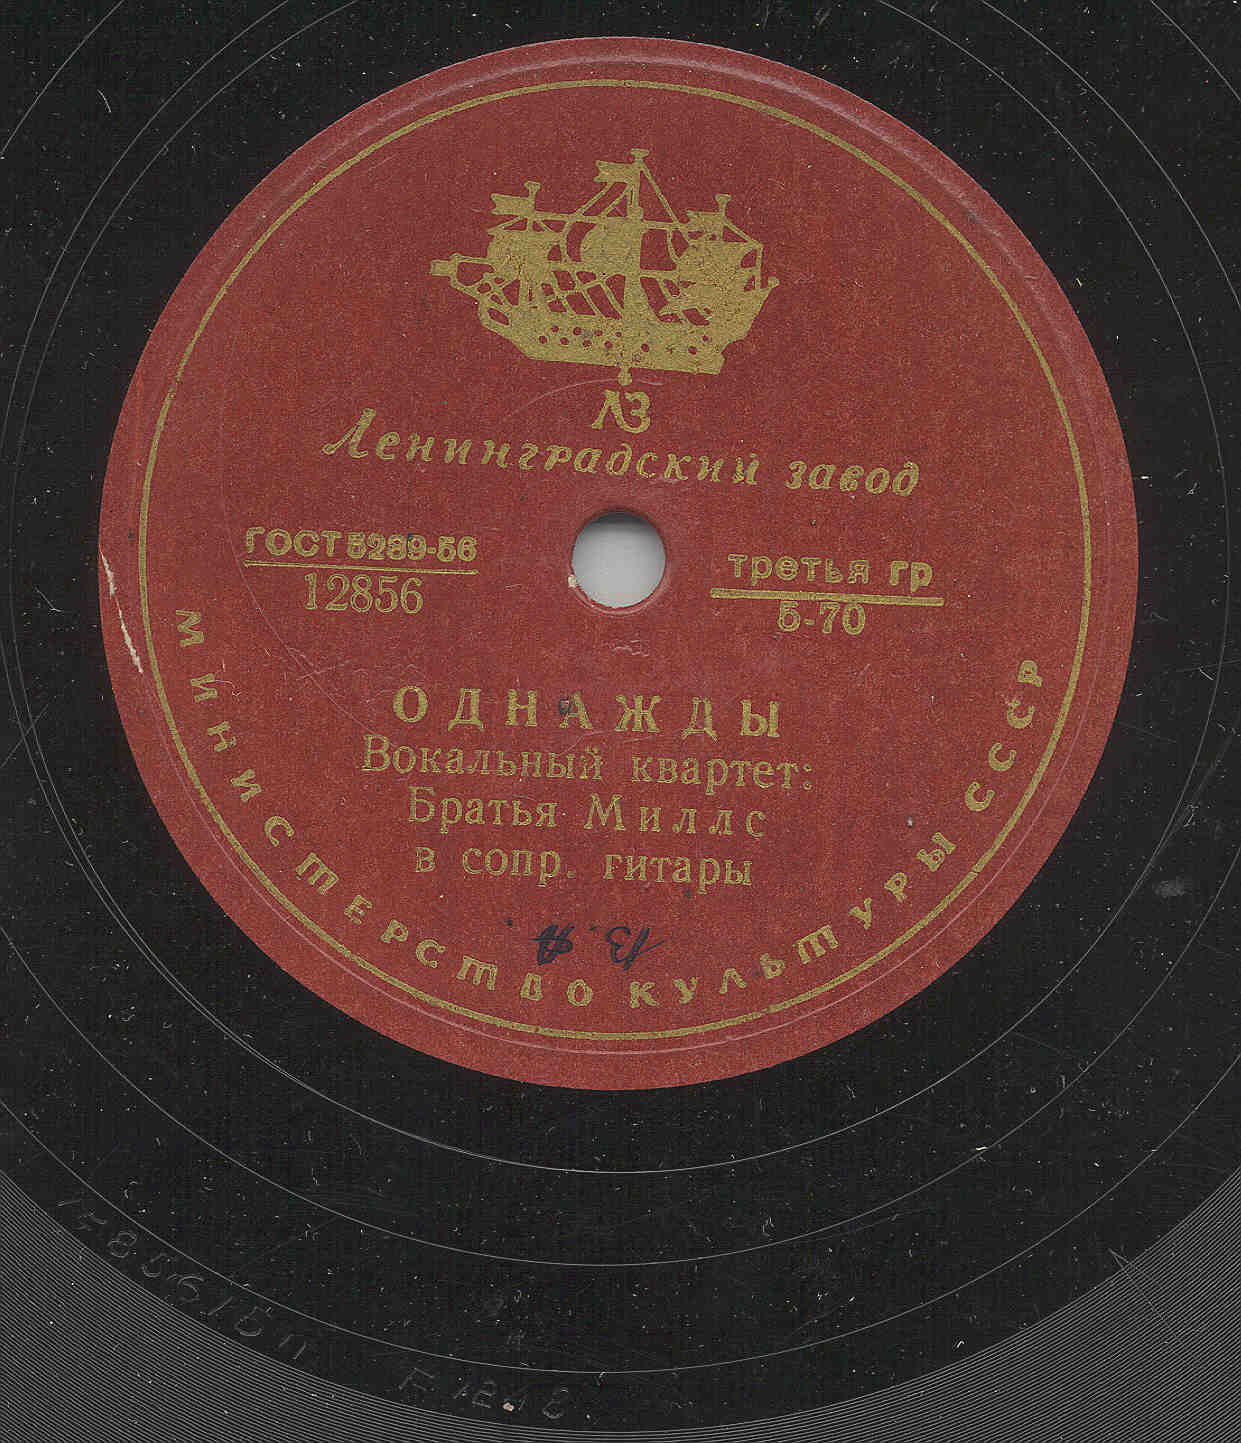 ЛЗ
Ленинградский завод
ГОСТ 5289-56
12856
третья гр
5-70
ОДНАЖДЫ
Вокальный квартет:
Братья Миллс
в сопр. гитары
МИНИСТЕРСТВО КУЛЬТУРЫ СССР